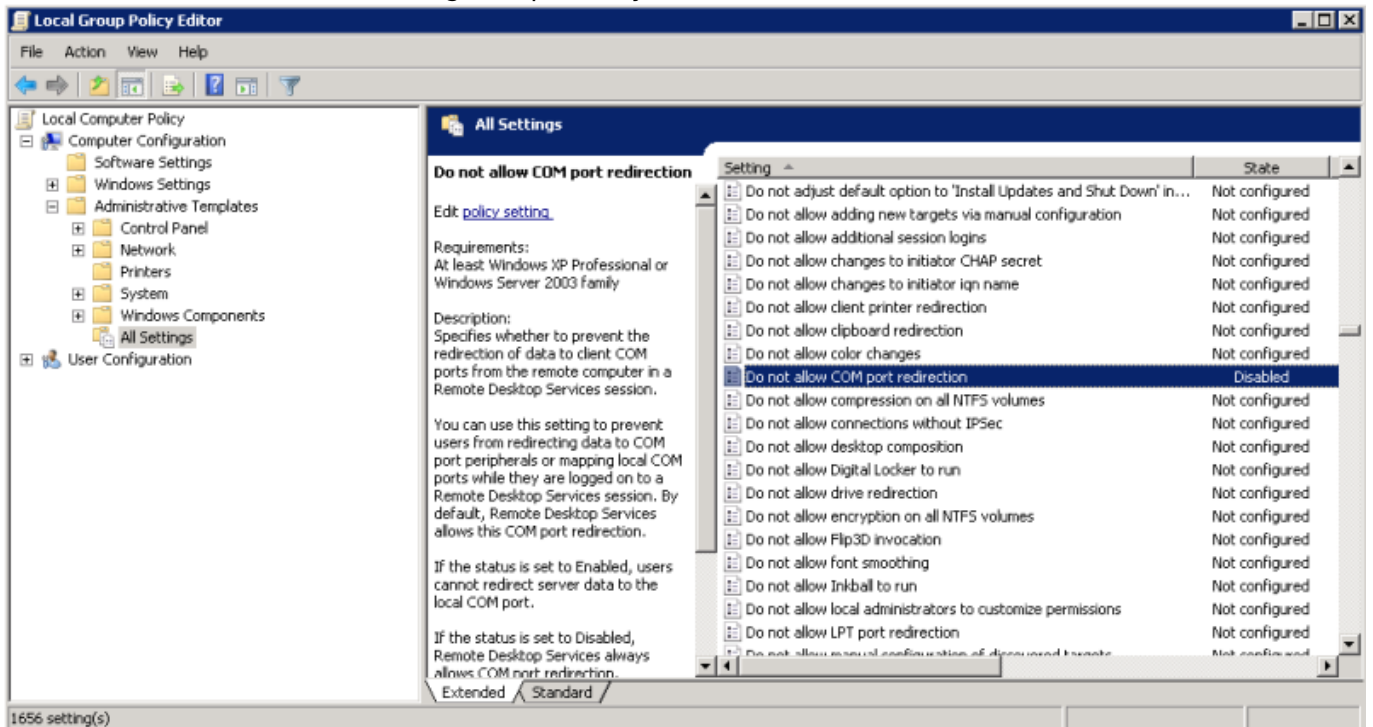 Local Group Policy Editor
File Action View Help
Local Computer Policy
Computer Configuration
Software Settings
Windows Settings
Administrative Templates
Control Panel
Network
Printers
System
Windows Components
All Settings
User Configuration
All Settings
Do not allow COM port redirection
Edit policy setting
Requirements:
At least Windows XP Professional or
Windows Server 2003 family
Description:
Specifies whether to prevent the
redirection of data to client COM
ports from the remote computer in a
Remote Desktop Services session.
You can use this setting to prevent
users from redirecting data to COM
port peripherals or mapping local COM
ports while they are logged on to a
Remote Desktop Services session. By
default, Remote Desktop Services
allows this COM port redirection.
If the status is set to Enabled, users
cannot redirect server data to the
local COM port.
If the status is set to Disabled,
Remote Desktop Services always
allows COM port redirection.
Setting State
Do not adjust default option to 'Install Updates and Shut Down' in... Not configured
Do not allow adding new targets via manual configuration Not configured
Do not allow additional session logins Not configured
Do not allow changes to initiator CHAP secret Not configured
Do not allow changes to initiator iqn name Not configured
Do not allow client printer redirection Not configured
Do not allow clipboard redirection Not configured
Do not allow color changes Not configured
Do not allow COM port redirection Disabled
Do not allow compression on all NTFS volumes Not configured
Do not allow connections without IPSec Not configured
Do not allow desktop composition Not configured
Do not allow Digital Locker to run Not configured
Do not allow drive redirection Not configured
Do not allow encryption on all NTFS volumes Not configured
Do not allow Flip3D invocation Not configured
Do not allow font smoothing Not configured
Do not allow Inkball to run Not configured
Do not allow local administrators to customize permissions Not configured
Do not allow LPT port redirection Not configured
Do not allow manual configuration of discovered targets Not configured
Extended Standard
1656 setting(s)